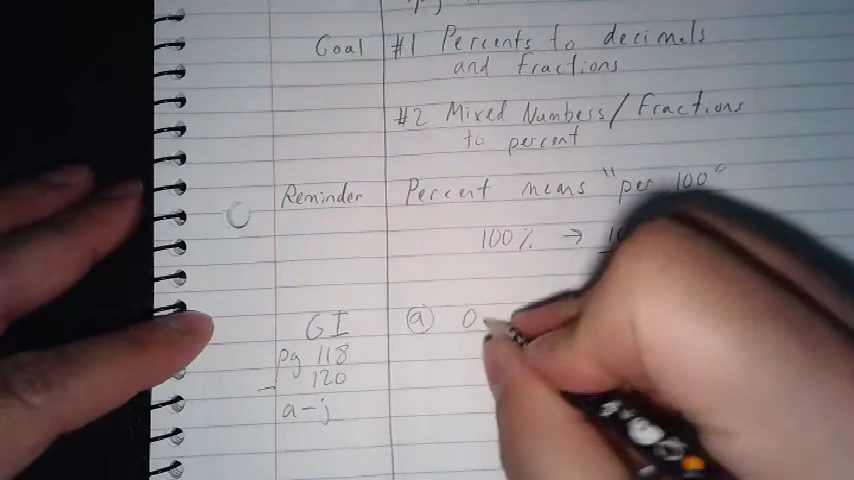 Goal #1 Percents to decimals
and fractions
#2 Mixed Numbers/Fractions
to percent
Reminder Percent means "per 100"
100% →
GI (a) 0
pg 118
- 120
a-j